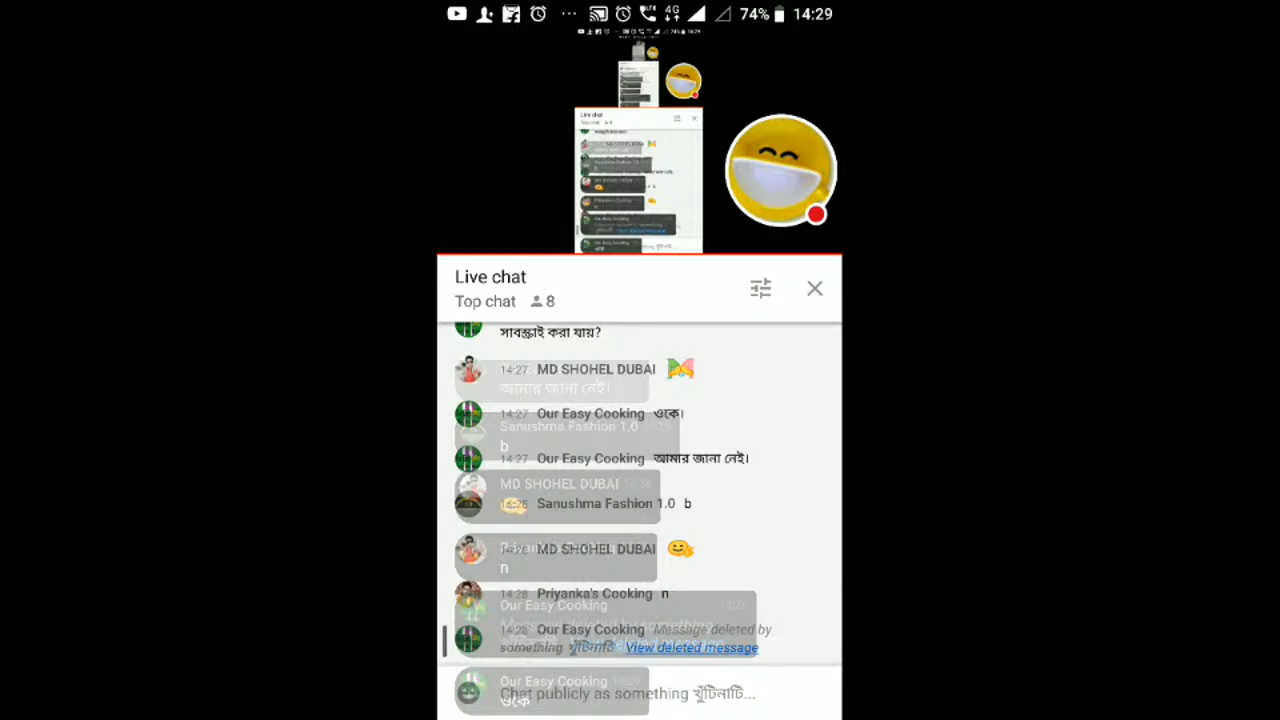 74% 14:29
Live chat
Top chat 8
সাবস্ক্রাই করা যায়?
14:27 MD SHOHEL DUBAI
আমার জানা নেই।
14:27 Our Easy Cooking ওকে।
Sanushma Fashion 1.0
b
14:27 Our Easy Cooking আমার জানা নেই।
MD SHOHEL DUBAI
14:28 Sanushma Fashion 1.0 b
MD SHOHEL DUBAI
n
14:28 Priyanka's Cooking n
Our Easy Cooking
14:28 Our Easy Cooking Message deleted by
something খুঁটিনাটি View deleted message
Our Easy Cooking
Chat publicly as something খুঁটিনাটি...
ওকে